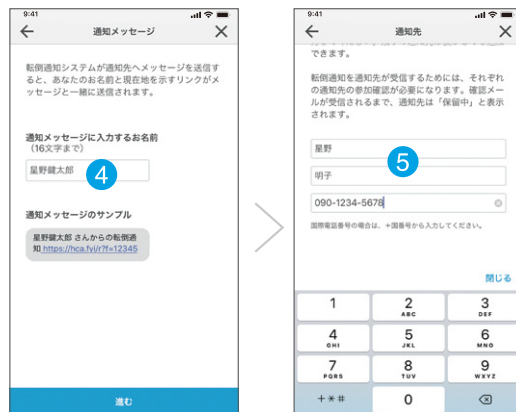 9:41
通知メッセージ
転倒通知システムが通知先へメッセージを送信す
ると、あなたのお名前と現在地を示すリンクがメ
ッセージと一緒に送信されます。
通知メッセージに入力するお名前
（16文字まで）
星野健太郎
4
通知メッセージのサンプル
星野健太郎 さんからの転倒通
知 https://hca.fyi/r?f=12345
進む
9:41
通知先
できます。
転倒通知を通知先が受信するためには、それぞれ
の通知先の参加確認が必要になります。確認メー
ルが受信されるまで、通知先は「保留中」と表示
されます。
星野
5
明子
090-1234-5678
国際電話番号の場合は、＋国番号から入力してください。
閉じる
1 2 3
ABC DEF
4 5 6
GHI JKL MNO
7 8 9
PQRS TUV WXYZ
+*# 0